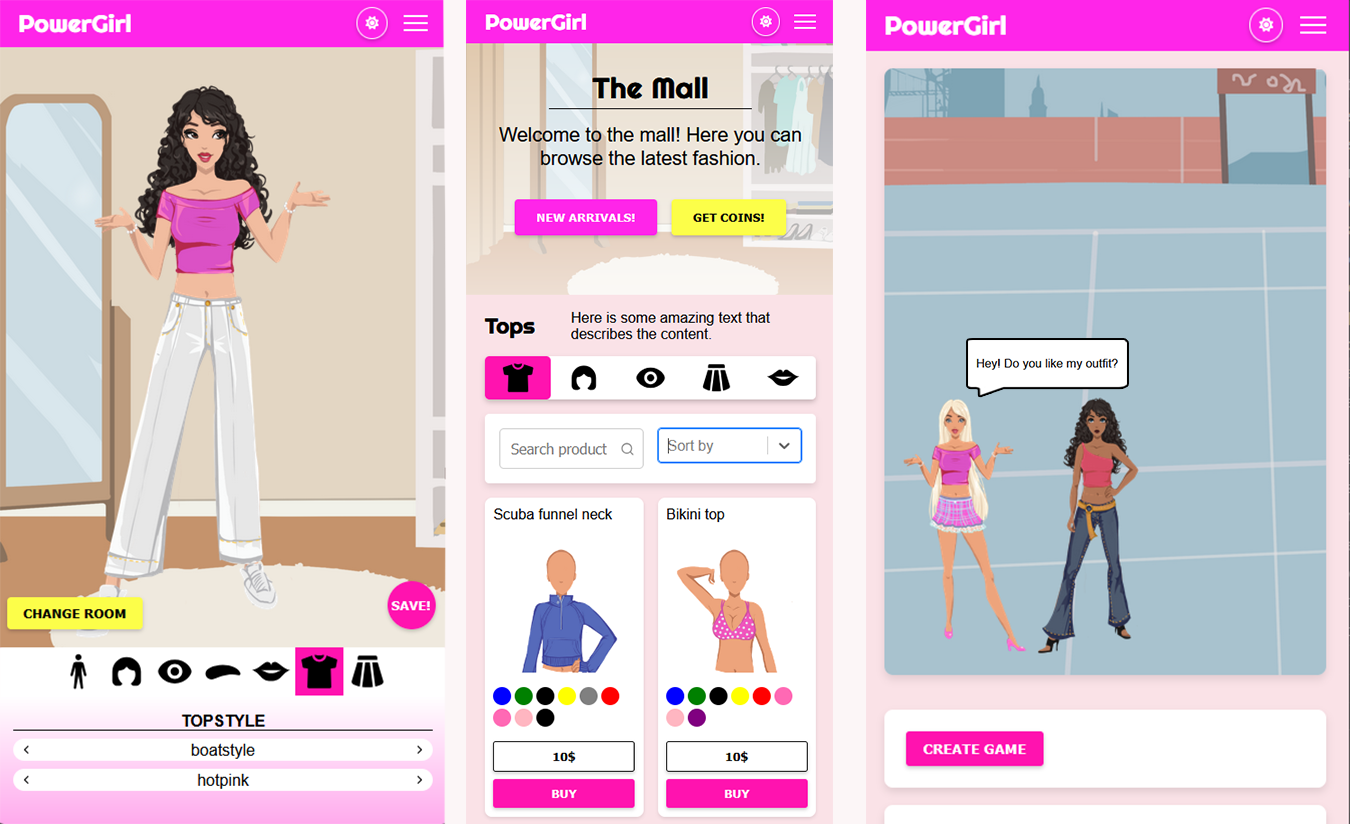 PowerGirl
CHANGE ROOM
SAVE!
TOPSTYLE
boatstyle
hotpink
PowerGirl
The Mall
Welcome to the mall! Here you can
browse the latest fashion.
NEW ARRIVALS!
GET COINS!
Tops
Here is some amazing text that
describes the content.
Search product
Sort by
Scuba funnel neck
10$
BUY
Bikini top
10$
BUY
PowerGirl
Hey! Do you like my outfit?
CREATE GAME